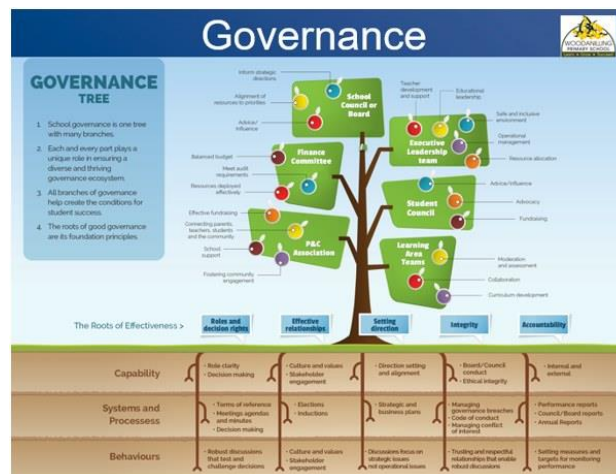 Governance
WOODANILLING
PRIMARY SCHOOL
GOVERNANCE
TREE
1. School governance is one tree
with many branches.
2. Each and every part plays a
unique role in ensuring a
diverse and thriving
governance ecosystem.
3. All branches of governance
help create the conditions for
student success.
4. The roots of good governance
are its foundation principles.
Inform strategic
directions
Alignment of
resources to priorities
Advice/
Influence
School
Council or
Board
Teacher
development
and support
Educational
leadership
Safe and inclusive
environment
Operational
management
Resource allocation
Executive
Leadership
team
Balanced budget
Meet audit
requirements
Resources deployed
effectively
Finance
Committee
Advice/Influence
Advocacy
Fundraising
Student
Council
Effective fundraising
Connecting parents,
teachers, students
and the community
School
support
Fostering community
engagement
P&C
Association
Learning
Area
Teams
Moderation
and assessment
Collaboration
Curriculum development
The Roots of Effectiveness >
Roles and
decision rights
Effective
relationships
Setting
direction
Integrity
Accountability
Capability
• Role clarity
• Decision making
• Culture and values
• Stakeholder
engagement
• Direction setting
and alignment
• Board/Council
conduct
• Ethical integrity
• Internal and
external
Systems and
Processess
• Terms of reference
• Meetings agendas
and minutes
• Decision making
• Elections
• Inductions
• Strategic and
business plans
• Managing
governance breaches
• Code of conduct
• Managing conflict
of interest
• Performance reports
• Council/Board reports
• Annual Reports
Behaviours
• Robust discussions
that test and
challenge decisions
• Culture and values
• Stakeholder
engagement
• Discussions focus on
strategic issues
not operational issues
• Trusting and respectful
relationships that enable
robust discussions
• Setting measures and
targets for monitoring
performance